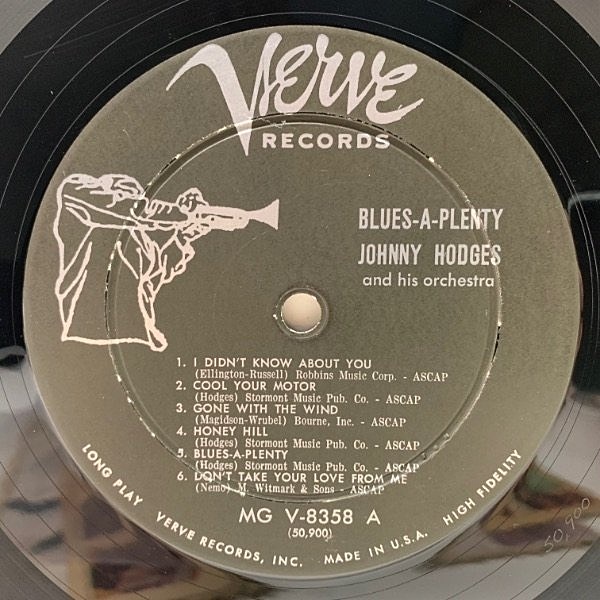 Verve
RECORDS
BLUES-A-PLENTY
JOHNNY HODGES
and his orchestra
1. I DIDN'T KNOW ABOUT YOU
(Ellington-Russell) Robbins Music Corp. - ASCAP
2. COOL YOUR MOTOR
(Hodges) Stormont Music Pub. Co. - ASCAP
3. GONE WITH THE WIND
(Magidson-Wrubel) Bourne, Inc. - ASCAP
4. HONEY HILL
(Hodges) Stormont Music Pub. Co. - ASCAP
5. BLUES-A-PLENTY
(Hodges) Stormont Music Pub. Co. - ASCAP
6. DON'T TAKE YOUR LOVE FROM ME
(Nemo) M. Witmark & Sons - ASCAP
MG V-8358 A
(50,900)
LONG PLAY VERVE RECORDS, INC. MADE IN U.S.A. HIGH FIDELITY
50,900